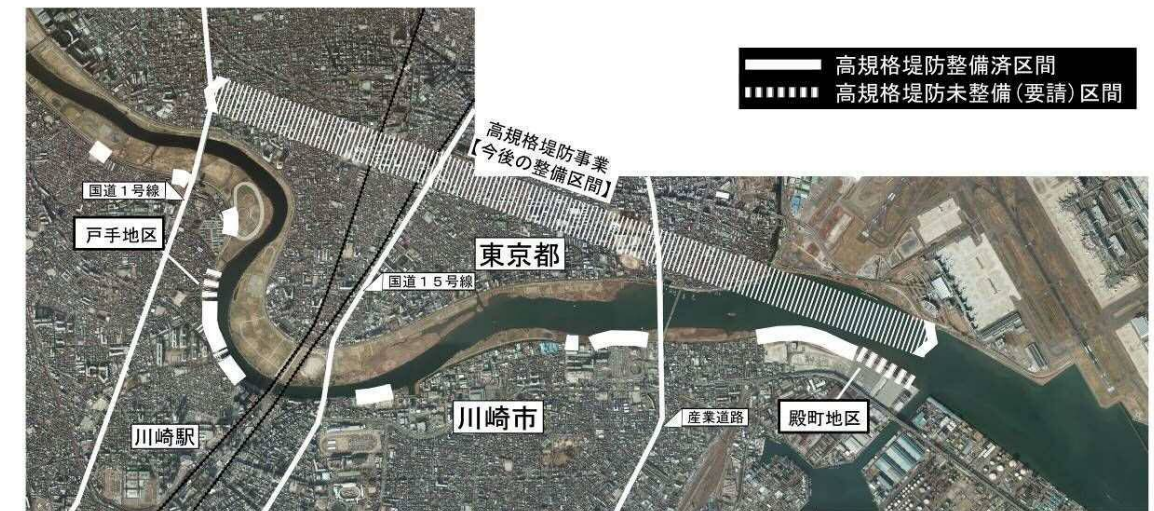 高規格堤防整備済区間
高規格堤防未整備(要請)区間
高規格堤防事業
【今後の整備区間】
国道1号線
戸手地区
東京都
国道15号線
川崎市
川崎駅
産業道路
殿町地区